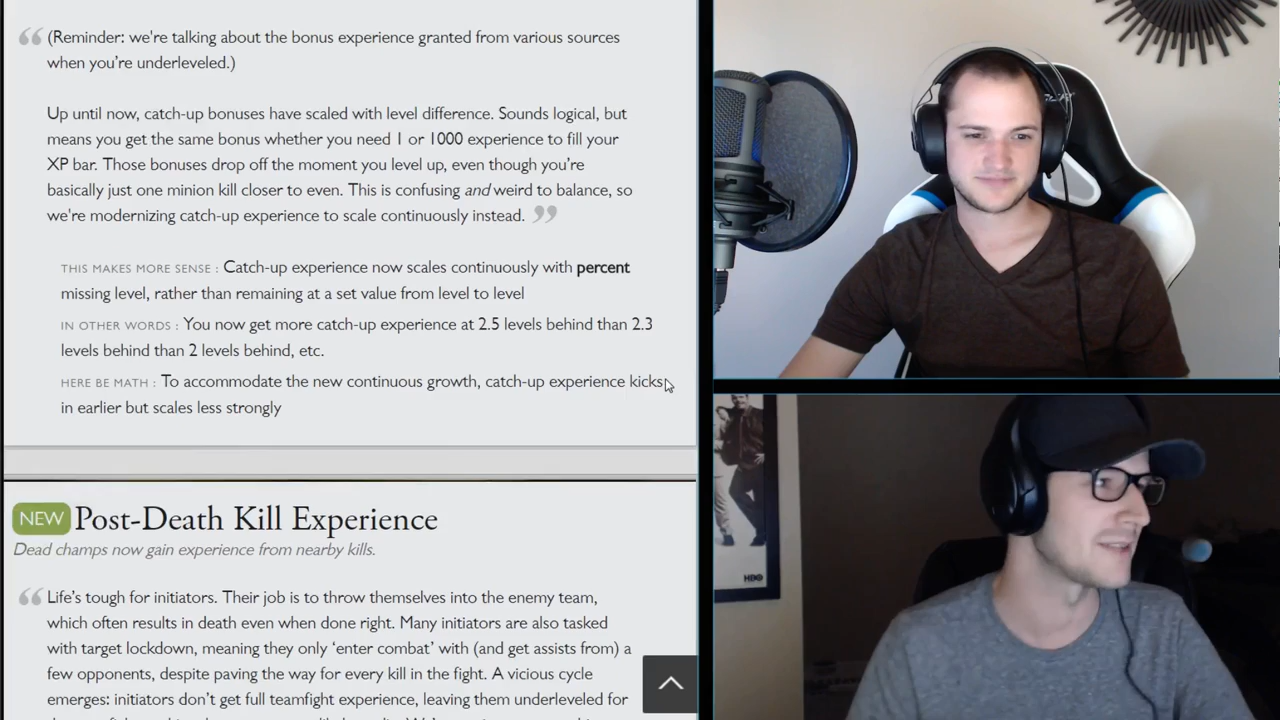 (Reminder: we're talking about the bonus experience granted from various sources
when you're underleveled.)
Up until now, catch-up bonuses have scaled with level difference. Sounds logical, but
means you get the same bonus whether you need 1 or 1000 experience to fill your
XP bar. Those bonuses drop off the moment you level up, even though you're
basically just one minion kill closer to even. This is confusing and weird to balance, so
we're modernizing catch-up experience to scale continuously instead.
THIS MAKES MORE SENSE : Catch-up experience now scales continuously with percent
missing level, rather than remaining at a set value from level to level
IN OTHER WORDS : You now get more catch-up experience at 2.5 levels behind than 2.3
levels behind than 2 levels behind, etc.
HERE BE MATH : To accommodate the new continuous growth, catch-up experience kicks
in earlier but scales less strongly
NEW Post-Death Kill Experience
Dead champs now gain experience from nearby kills.
Life's tough for initiators. Their job is to throw themselves into the enemy team,
which often results in death even when done right. Many initiators are also tasked
with target lockdown, meaning they only 'enter combat' with (and get assists from) a
few opponents, despite paving the way for every kill in the fight. A vicious cycle
emerges: initiators don't get full teamfight experience, leaving them underleveled for
HBO